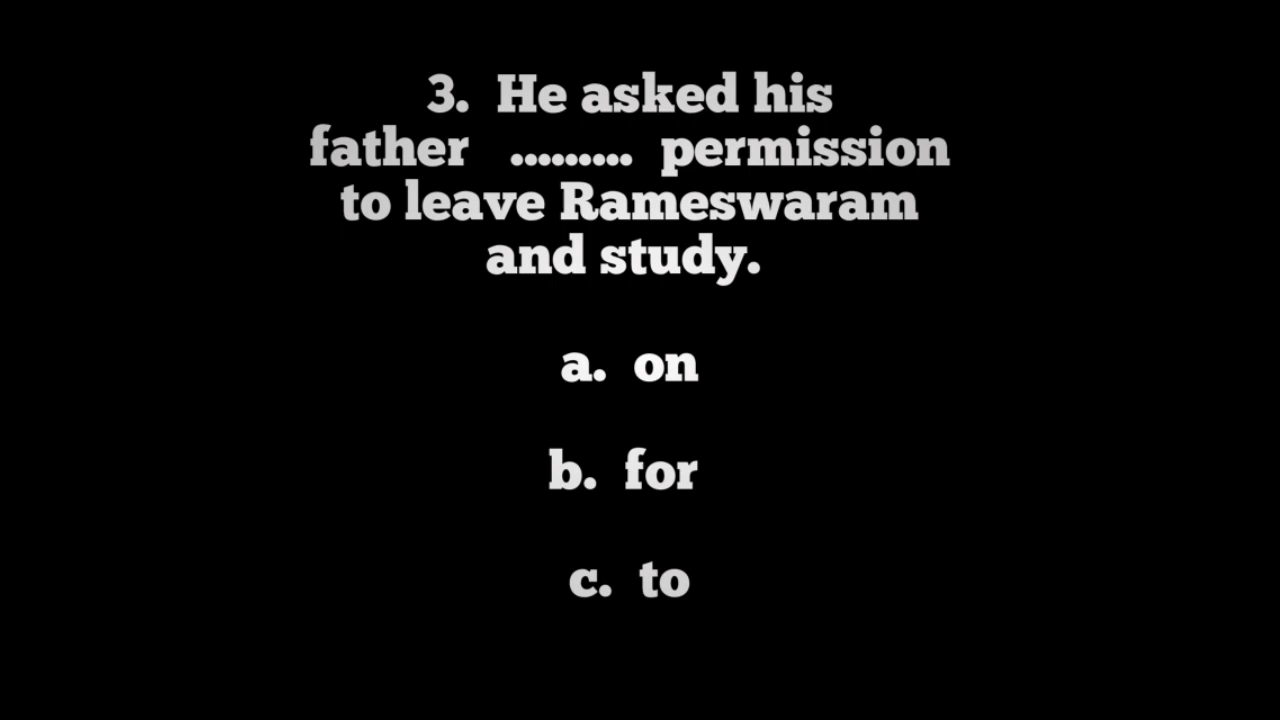 3. He asked his
father ......... permission
to leave Rameswaram
and study.
a. on
b. for
c. to